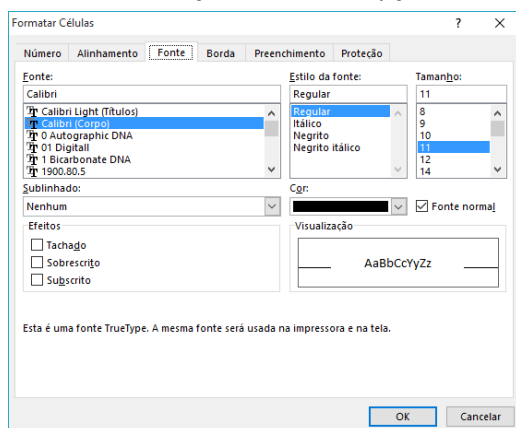 Formatar Células ? X
Número Alinhamento Fonte Borda Preenchimento Proteção
Fonte: Estilo da fonte: Tamanho:
Calibri Regular 11
Calibri Light (Títulos) Regular 8
Calibri (Corpo) Itálico 9
0 Autographic DNA Negrito 10
01 Digitall Negrito itálico 11
1 Bicarbonate DNA 12
1900.80.5 14
Sublinhado: Cor:
Nenhum Fonte normal
Efeitos Visualização
Tachado
Sobrescrito AaBbCcYyZz
Subscrito
Esta é uma fonte TrueType. A mesma fonte será usada na impressora e na tela.
OK Cancelar